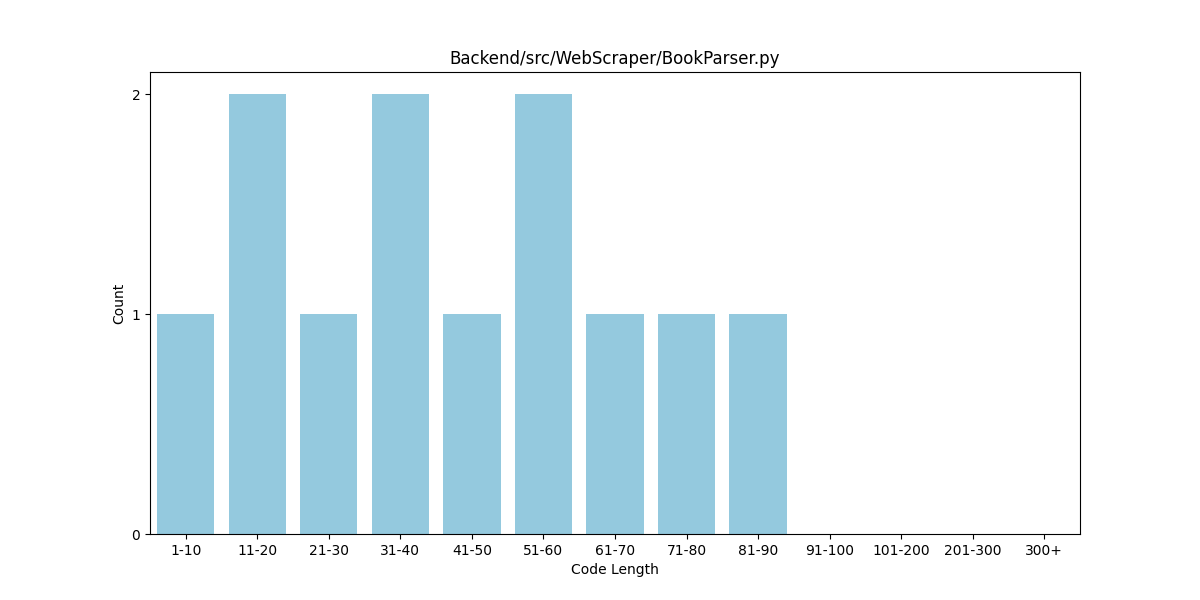 Backend/src/WebScraper/BookParser.py
Count
2
1
0
1-10 11-20 21-30 31-40 41-50 51-60 61-70 71-80 81-90 91-100 101-200 201-300 300+
Code Length